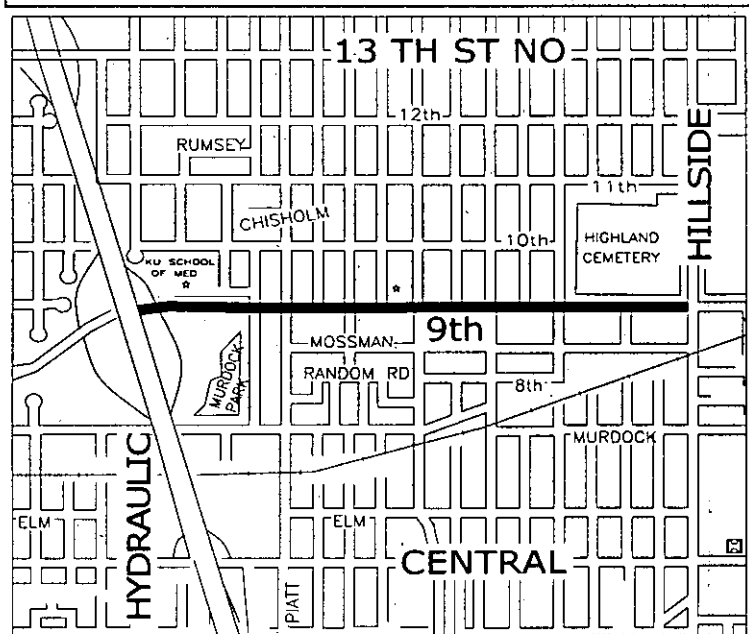 13 TH ST NO
12th
RUMSEY
HILLSIDE
11th
CHISHOLM
10th
HIGHLAND
CEMETERY
KU SCHOOL
OF MED
9th
MOSSMAN
RANDOM RD
8th
MURDOCK
PARK
MURDOCK
HYDRAULIC
ELM
ELM
CENTRAL
PIATT